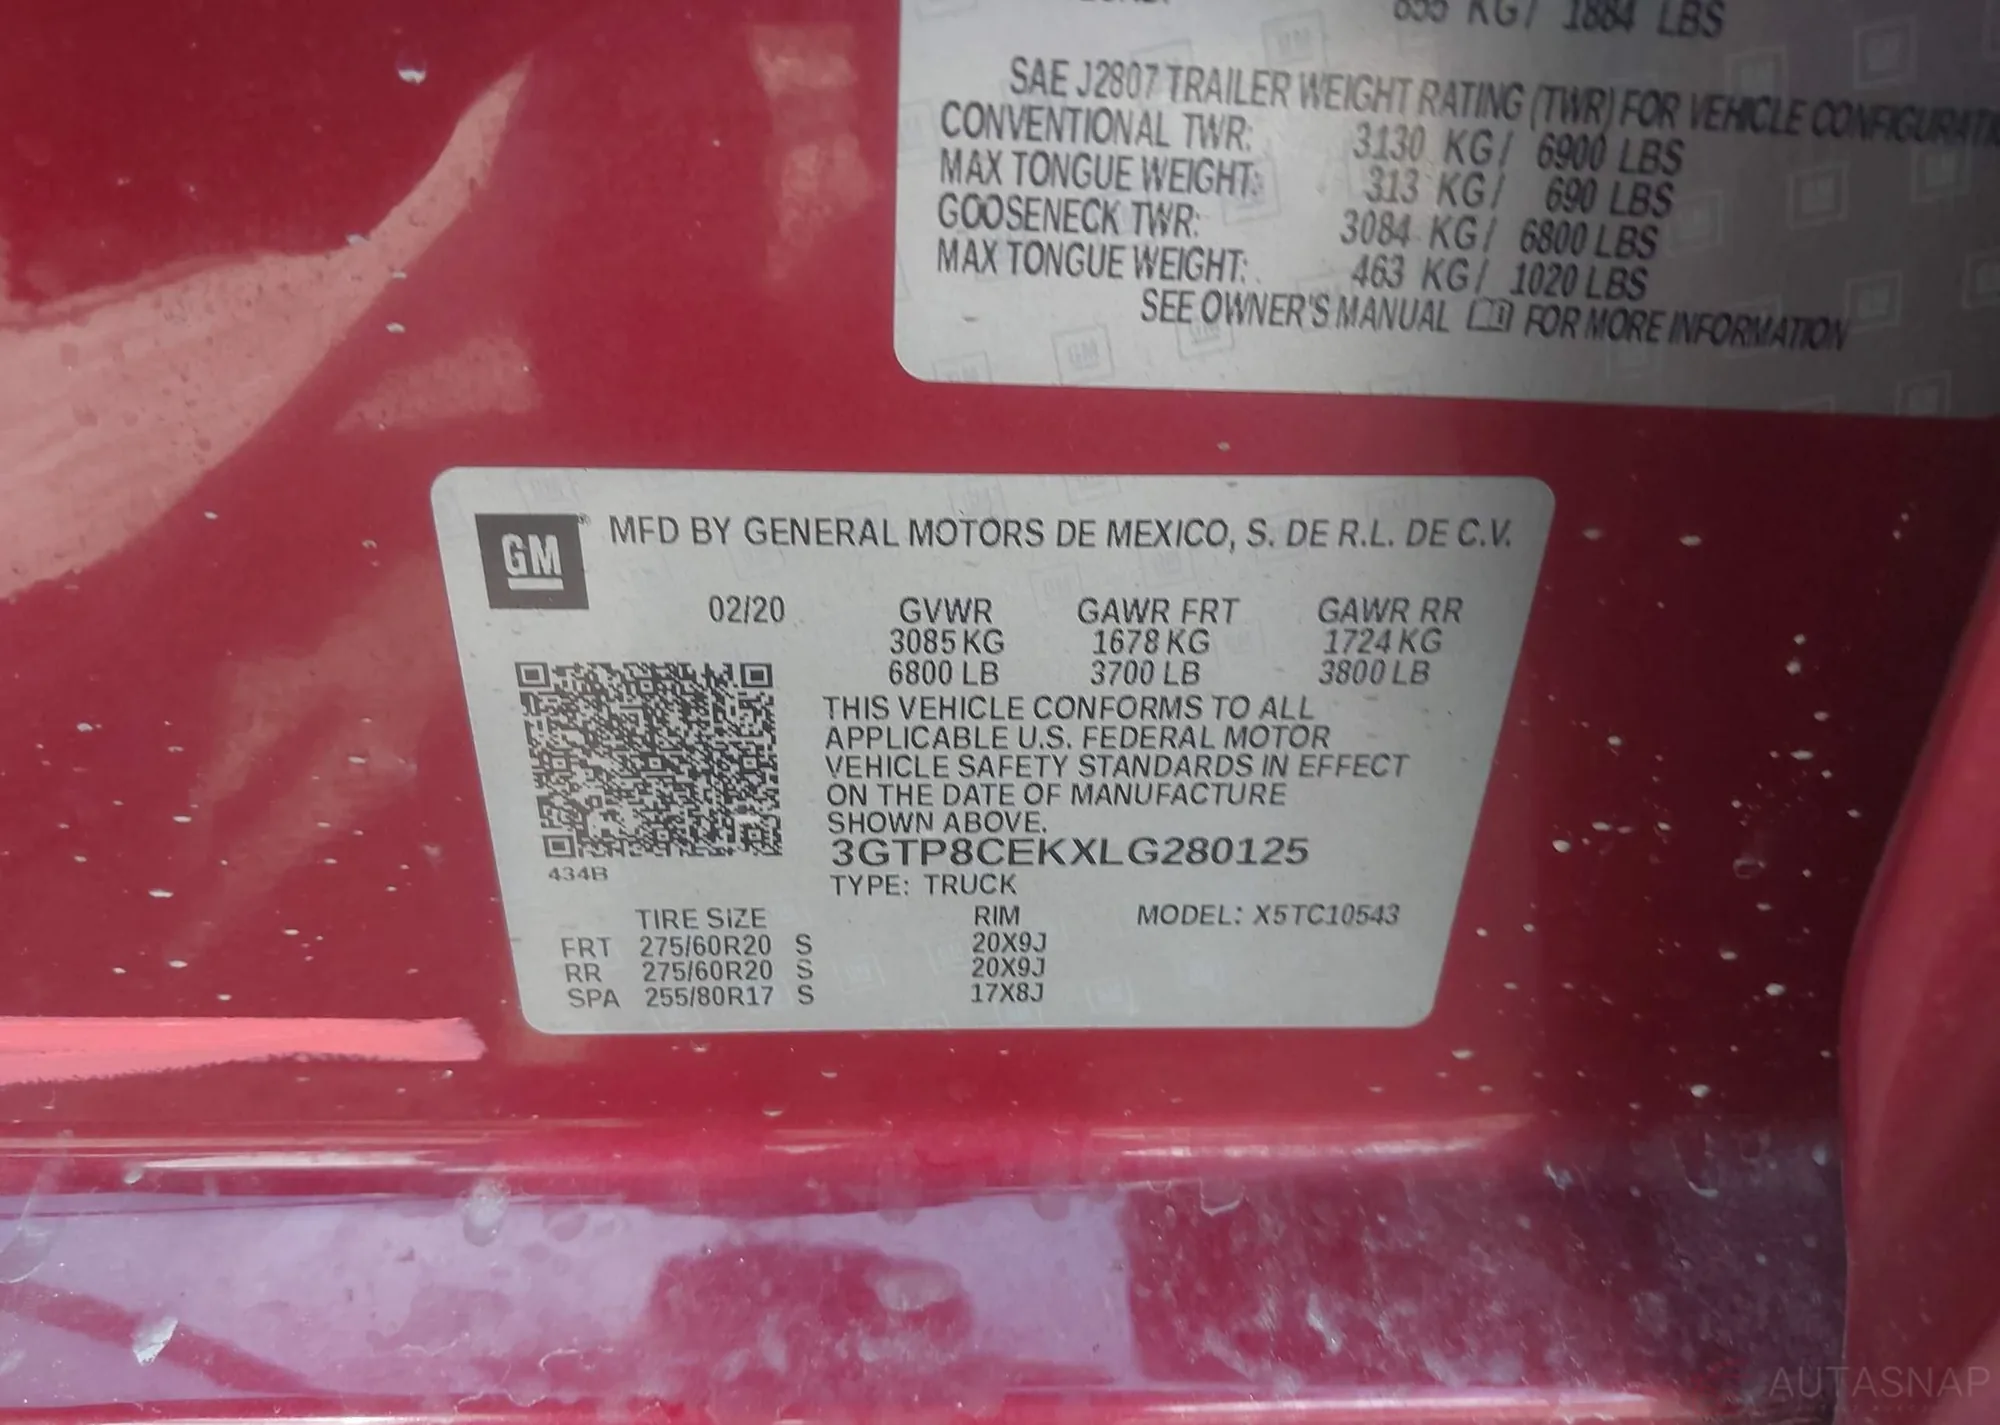 855 KG/ 1884 LBS
SAE J2807 TRAILER WEIGHT RATING (TWR) FOR VEHICLE
CONVENTIONAL TWR: 3130 KG/ 6900 LBS
MAX TONGUE WEIGHT: 313 KG/ 690 LBS
GOOSENECK TWR: 3084 KG/ 6800 LBS
MAX TONGUE WEIGHT: 463 KG/ 1020 LBS
SEE OWNER'S MANUAL FOR MORE INFORMATION
GM® MFD BY GENERAL MOTORS DE MEXICO, S. DE R.L. DE C.V.
02/20 GVWR GAWR FRT GAWR RR
3085 KG 1678 KG 1724 KG
6800 LB 3700 LB 3800 LB
THIS VEHICLE CONFORMS TO ALL
APPLICABLE U.S. FEDERAL MOTOR
VEHICLE SAFETY STANDARDS IN EFFECT
ON THE DATE OF MANUFACTURE
SHOWN ABOVE.
3GTP8CEKXLG280125
434B
TYPE: TRUCK
TIRE SIZE RIM MODEL: X5TC10543
FRT 275/60R20 S 20X9J
RR 275/60R20 S 20X9J
SPA 255/80R17 S 17X8J
AUTASNAP